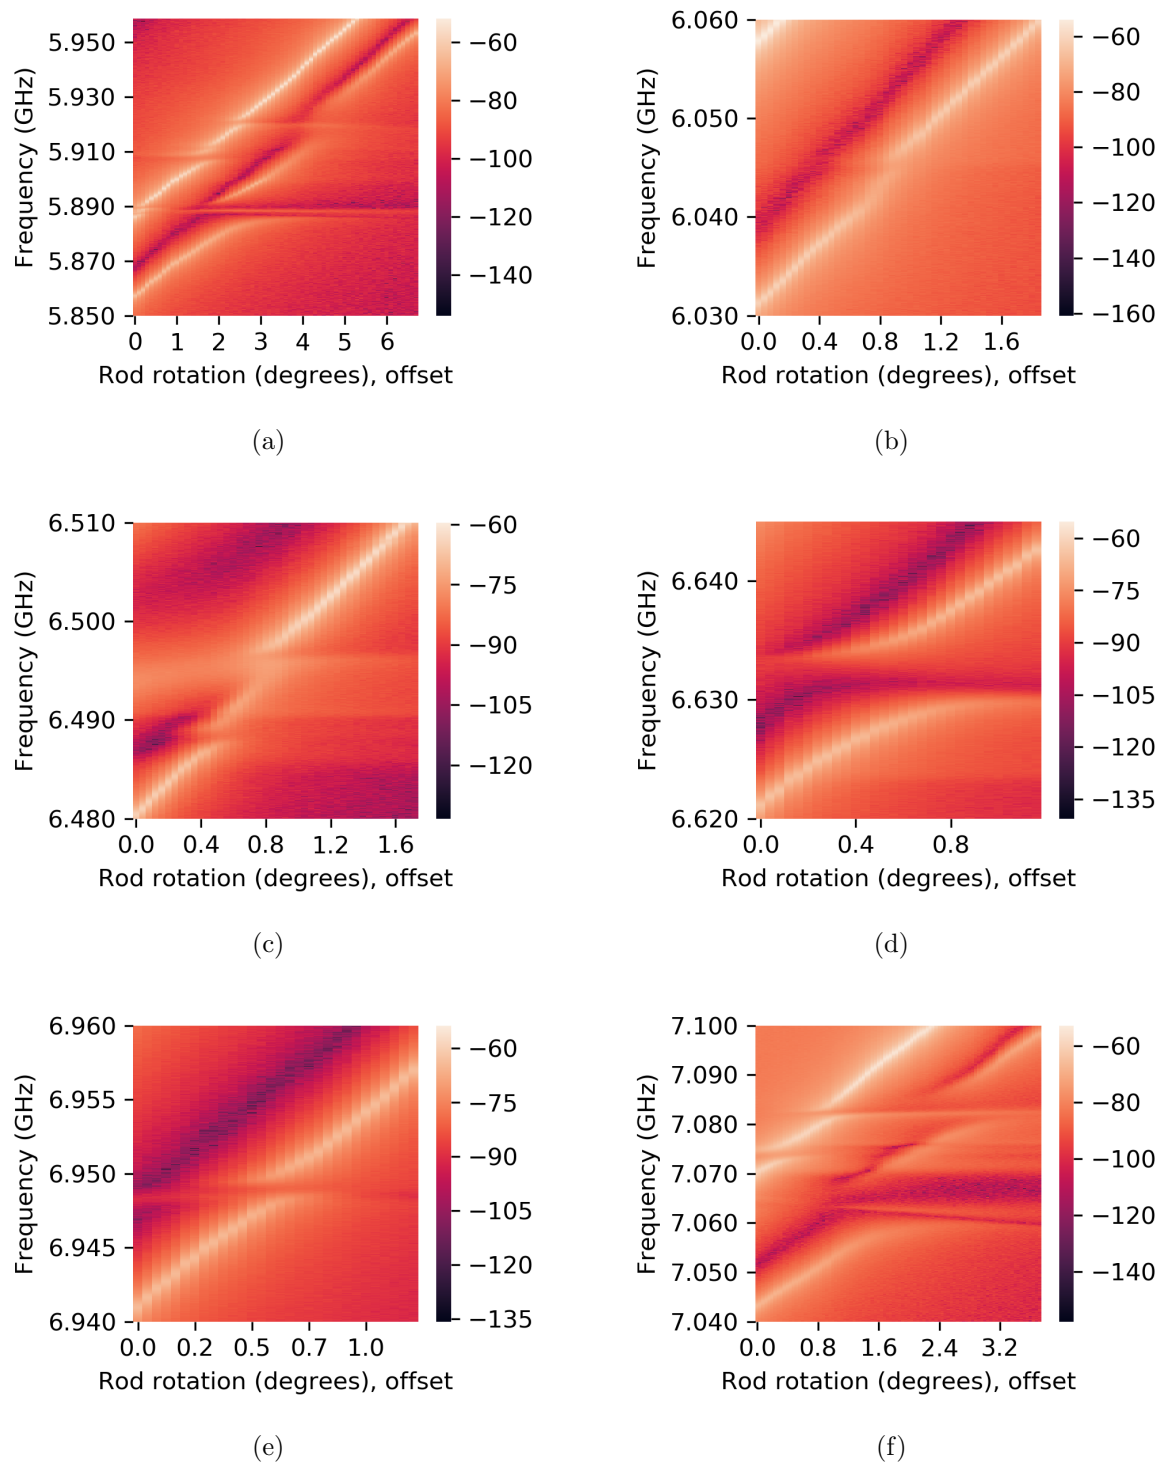 5.950
5.930
5.910
5.890
5.870
5.850
Frequency (GHz)
0 1 2 3 4 5 6
Rod rotation (degrees), offset
−60
−80
−100
−120
−140
(a)
6.060
6.050
6.040
6.030
Frequency (GHz)
0.0 0.4 0.8 1.2 1.6
Rod rotation (degrees), offset
−60
−80
−100
−120
−140
−160
(b)
6.510
6.500
6.490
6.480
Frequency (GHz)
0.0 0.4 0.8 1.2 1.6
Rod rotation (degrees), offset
−60
−75
−90
−105
−120
(c)
6.640
6.630
6.620
Frequency (GHz)
0.0 0.4 0.8
Rod rotation (degrees), offset
−60
−75
−90
−105
−120
−135
(d)
6.960
6.955
6.950
6.945
6.940
Frequency (GHz)
0.0 0.2 0.5 0.7 1.0
Rod rotation (degrees), offset
−60
−75
−90
−105
−120
−135
(e)
7.100
7.090
7.080
7.070
7.060
7.050
7.040
Frequency (GHz)
0.0 0.8 1.6 2.4 3.2
Rod rotation (degrees), offset
−60
−80
−100
−120
−140
(f)